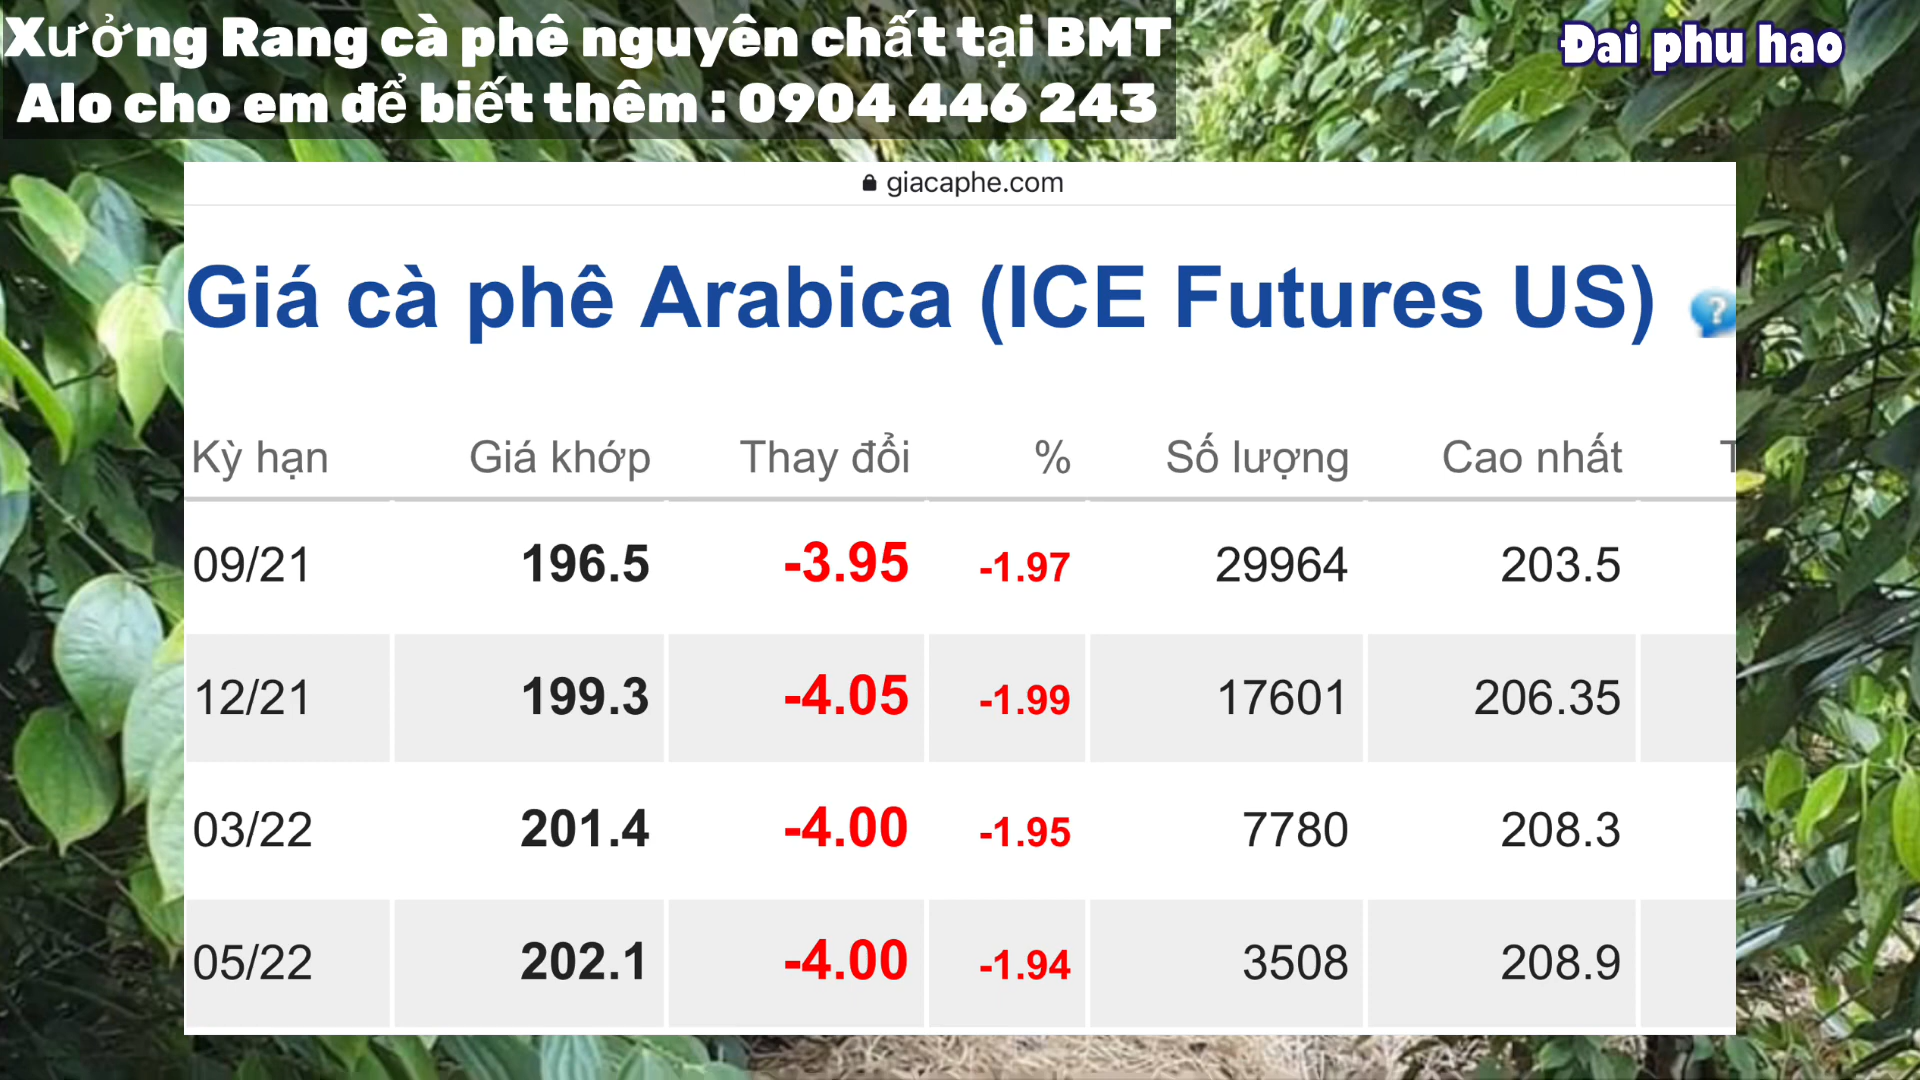 Xưởng Rang cà phê nguyên chất tại BMT
Alo cho em để biết thêm : 0904 446 243
Đai phu hao
giacaphe.com
Giá cà phê Arabica (ICE Futures US) ?
Kỳ hạn Giá khớp Thay đổi % Số lượng Cao nhất
09/21 196.5 -3.95 -1.97 29964 203.5
12/21 199.3 -4.05 -1.99 17601 206.35
03/22 201.4 -4.00 -1.95 7780 208.3
05/22 202.1 -4.00 -1.94 3508 208.9